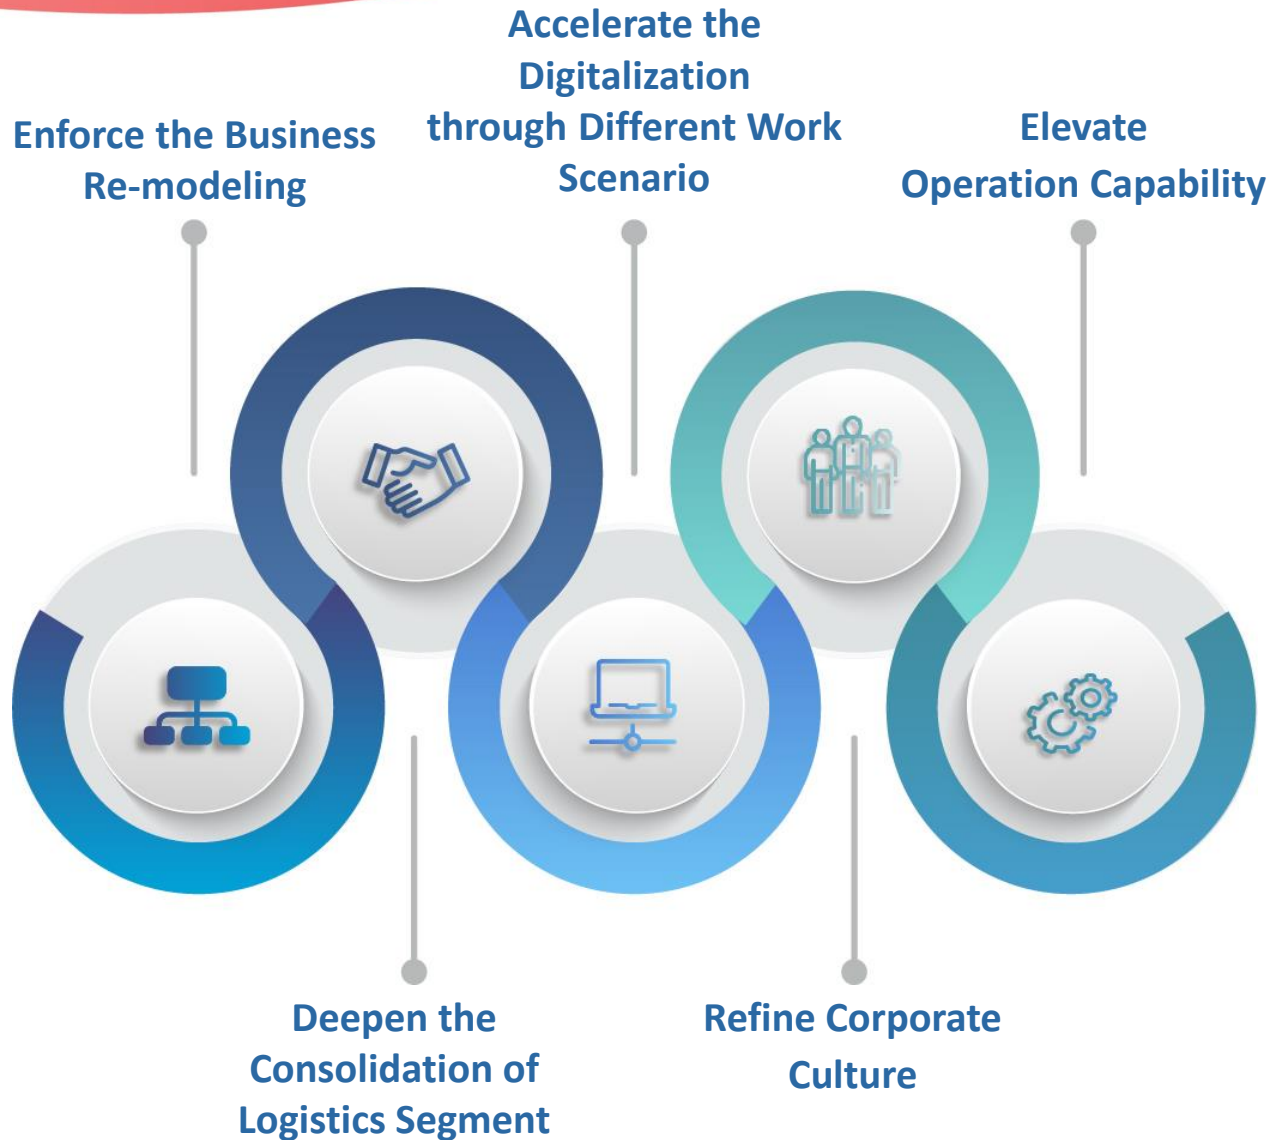 Enforce the Business
Re-modeling
Accelerate the
Digitalization
through Different Work
Scenario
Elevate
Operation Capability
Deepen the
Consolidation of
Logistics Segment
Refine Corporate
Culture